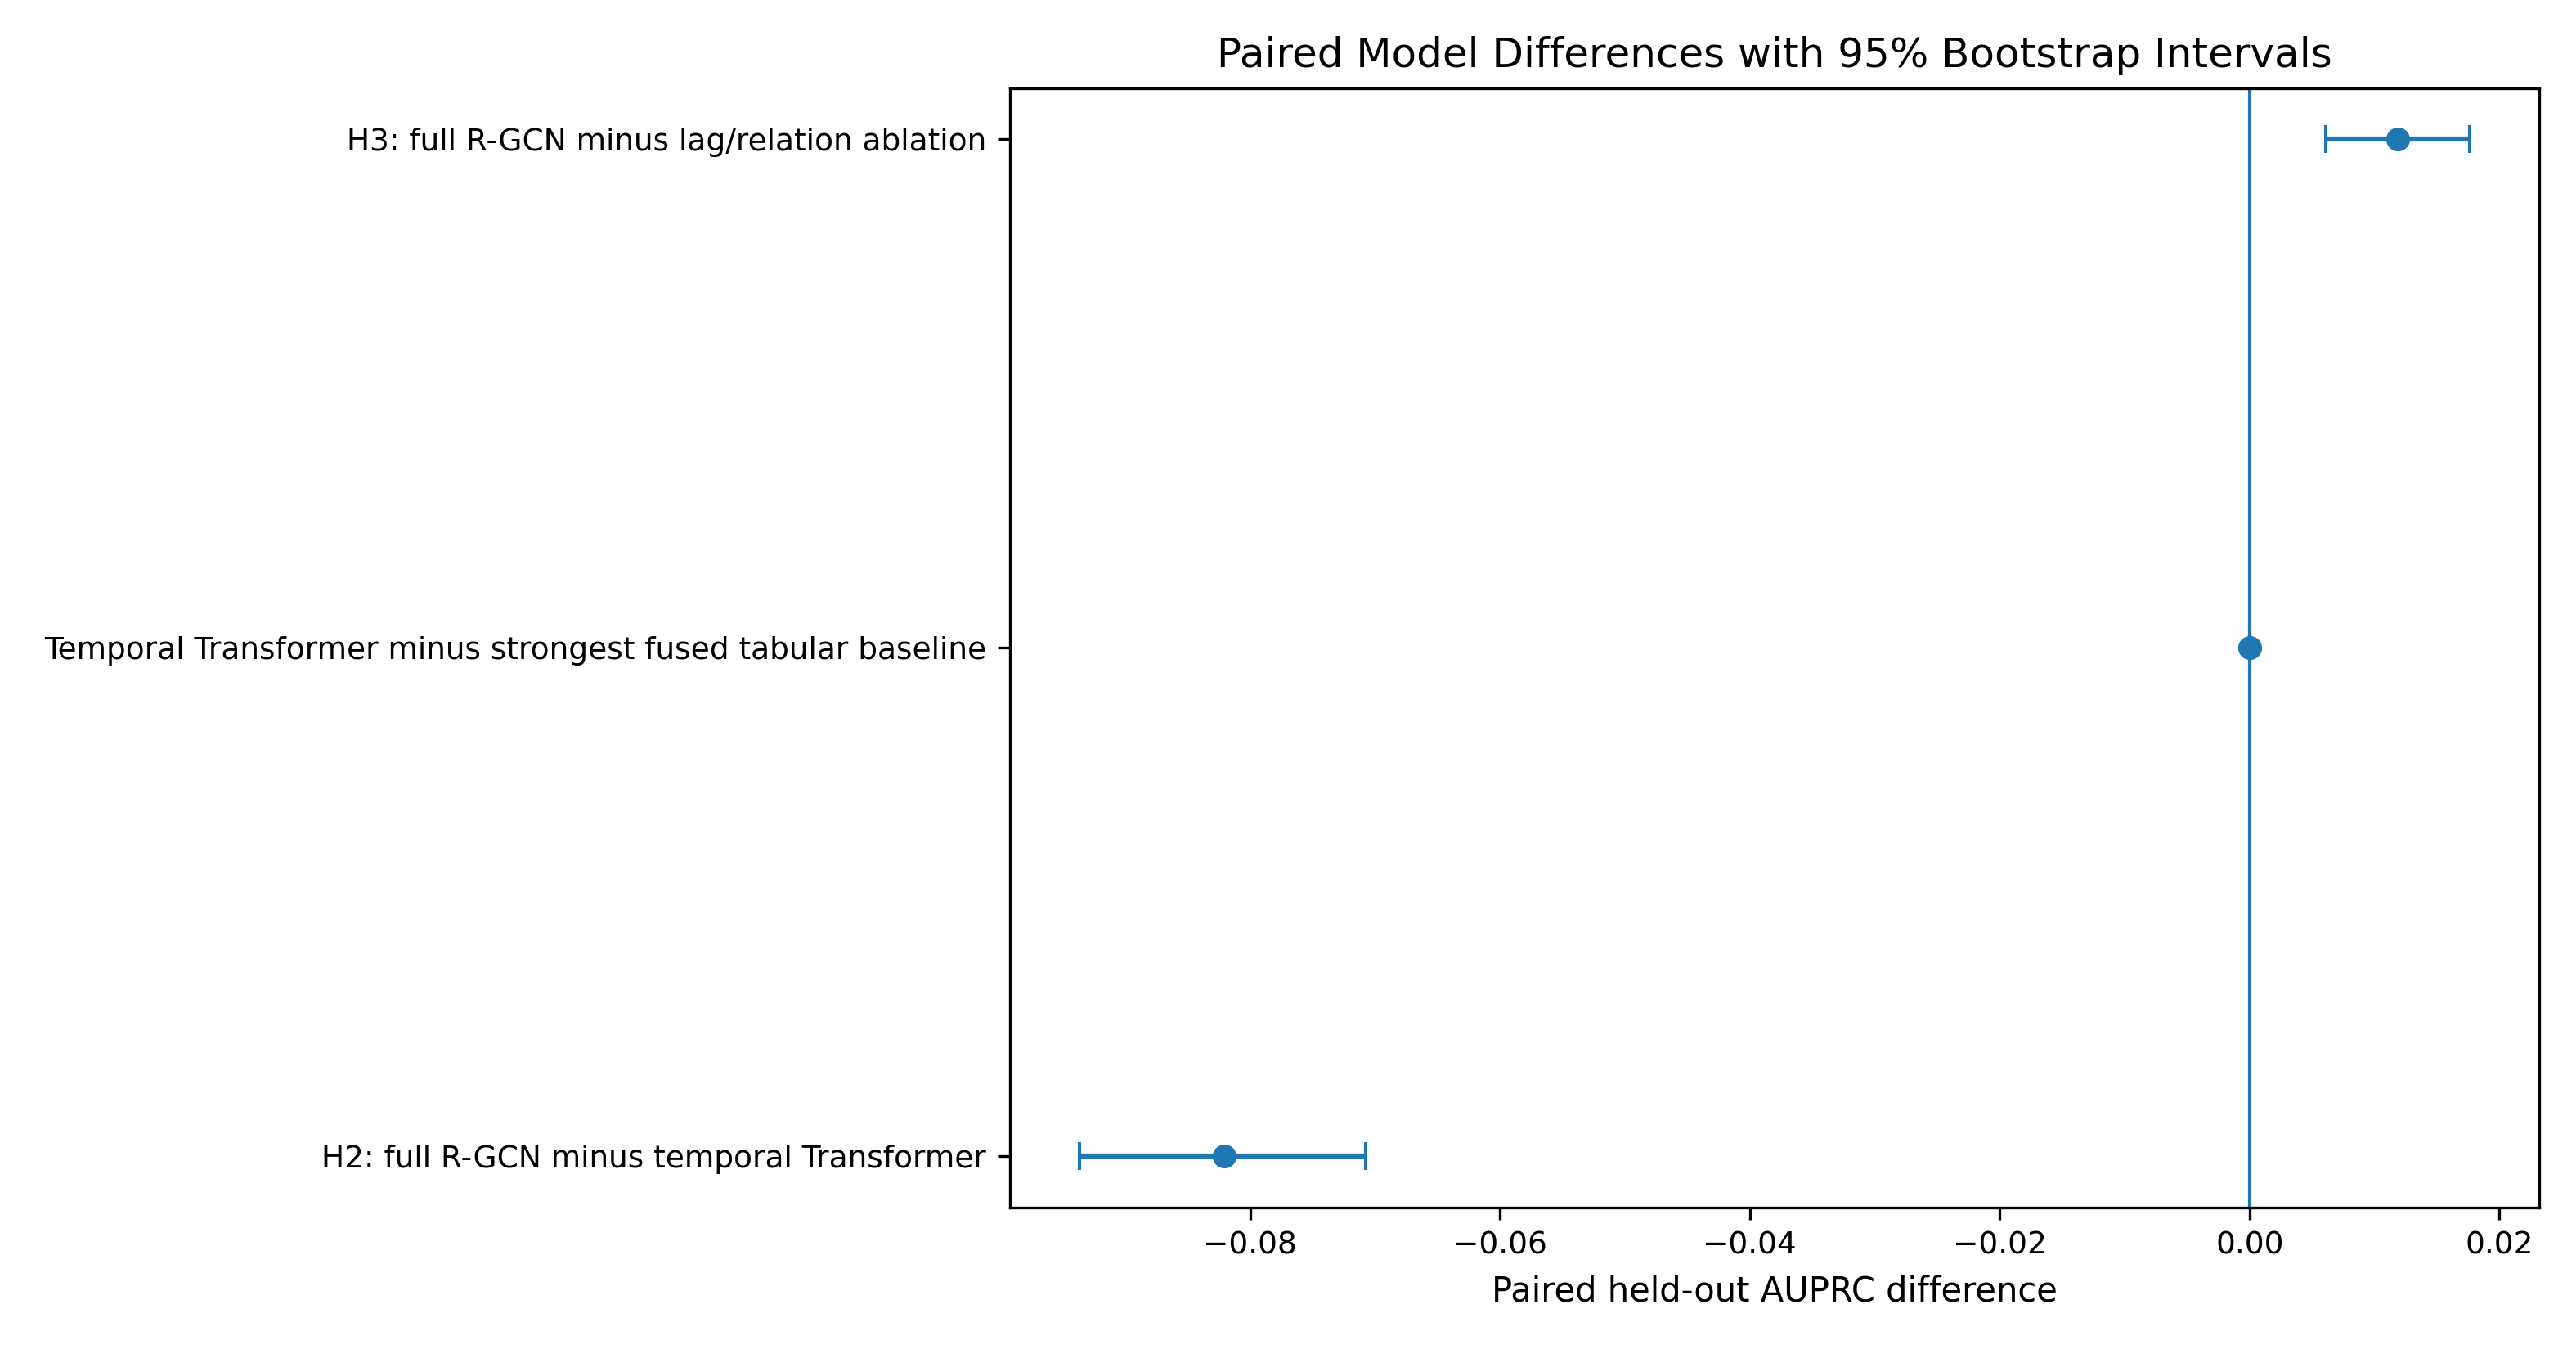 Paired Model Differences with 95% Bootstrap Intervals
H3: full R-GCN minus lag/relation ablation
Temporal Transformer minus strongest fused tabular baseline
H2: full R-GCN minus temporal Transformer
−0.08 −0.06 −0.04 −0.02 0.00 0.02
Paired held-out AUPRC difference